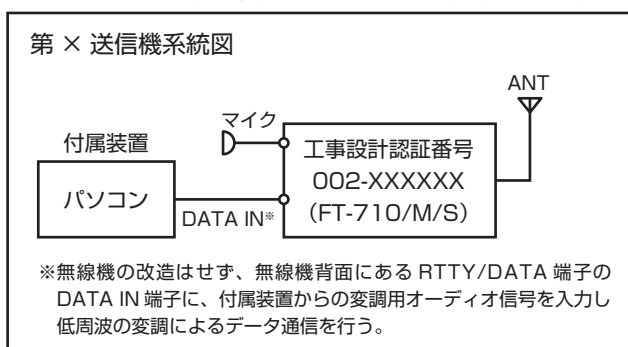 第 × 送信機系統図
ANT
マイク
付属装置
パソコン
DATA IN※
工事設計認証番号
002-XXXXXX
(FT-710/M/S)
※無線機の改造はせず、無線機背面にある RTTY/DATA 端子の
DATA IN 端子に、付属装置からの変調用オーディオ信号を入力し
低周波の変調によるデータ通信を行う。